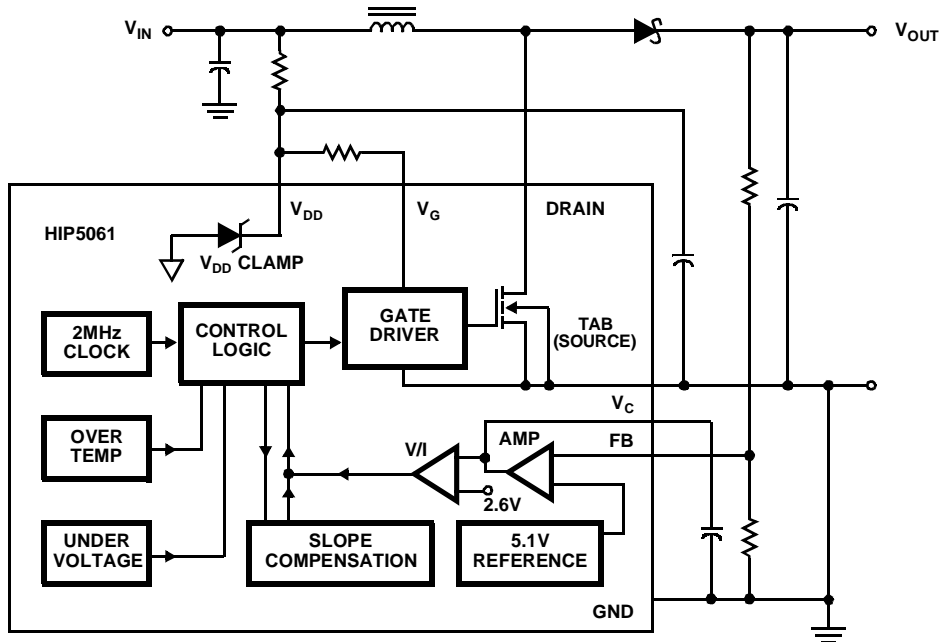 V_IN
V_OUT
V_DD
V_G
DRAIN
HIP5061
V_DD CLAMP
2MHz
CLOCK
CONTROL
LOGIC
GATE
DRIVER
TAB
(SOURCE)
V_C
OVER
TEMP
V/I
AMP
FB
2.6V
UNDER
VOLTAGE
SLOPE
COMPENSATION
5.1V
REFERENCE
GND